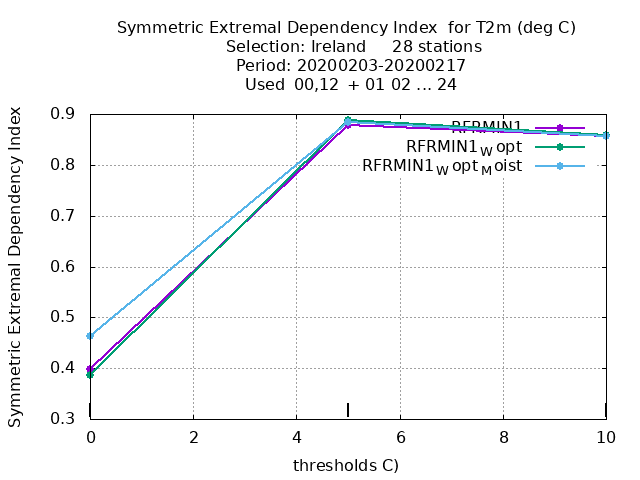 Symmetric Extremal Dependency Index for T2m (deg C)
Selection: Ireland 28 stations
Period: 20200203-20200217
Used 00,12 + 01 02 ... 24
Symmetric Extremal Dependency Index
0.9
0.8
0.7
0.6
0.5
0.4
0.3
RFRMIN1
RFRMIN1Wopt
RFRMIN1WoptMoist
0 2 4 6 8 10
thresholds C)